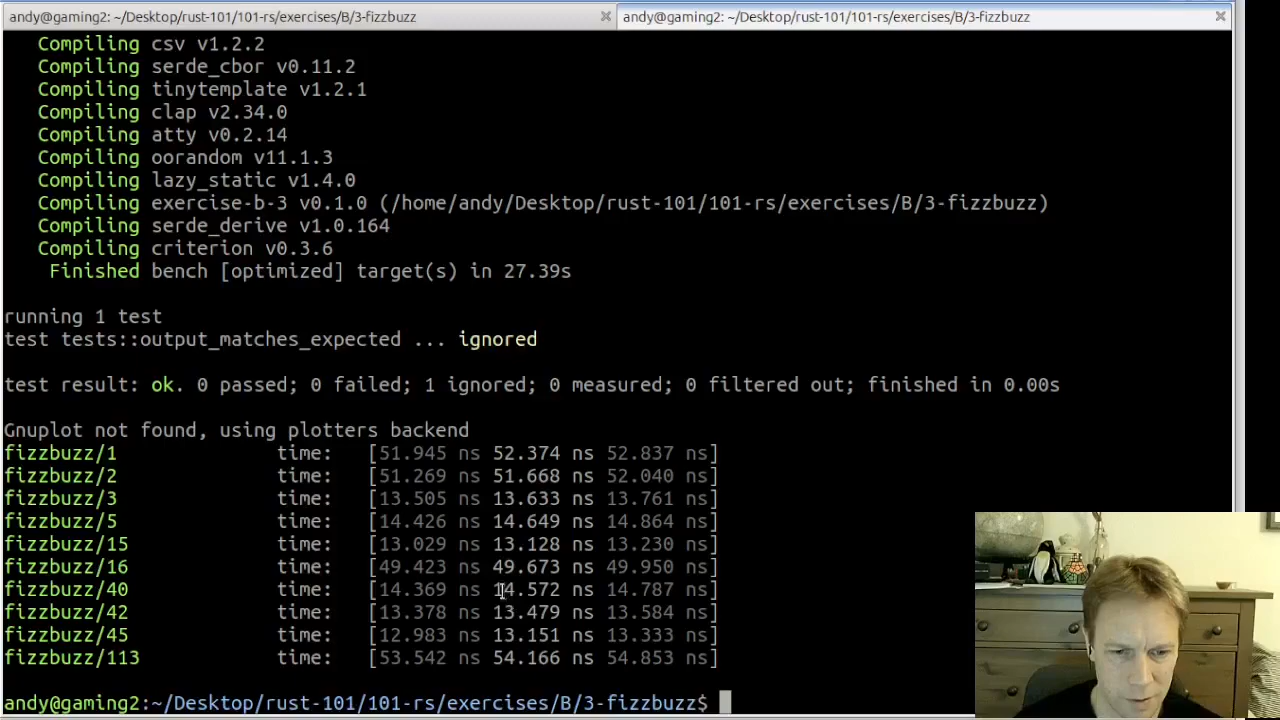 andy@gaming2: ~/Desktop/rust-101/101-rs/exercises/B/3-fizzbuzz
andy@gaming2: ~/Desktop/rust-101/101-rs/exercises/B/3-fizzbuzz
Compiling csv v1.2.2
Compiling serde_cbor v0.11.2
Compiling tinytemplate v1.2.1
Compiling clap v2.34.0
Compiling atty v0.2.14
Compiling oorandom v11.1.3
Compiling lazy_static v1.4.0
Compiling exercise-b-3 v0.1.0 (/home/andy/Desktop/rust-101/101-rs/exercises/B/3-fizzbuzz)
Compiling serde_derive v1.0.164
Compiling criterion v0.3.6
Finished bench [optimized] target(s) in 27.39s
running 1 test
test tests::output_matches_expected ... ignored
test result: ok. 0 passed; 0 failed; 1 ignored; 0 measured; 0 filtered out; finished in 0.00s
Gnuplot not found, using plotters backend
fizzbuzz/1 time: [51.945 ns 52.374 ns 52.837 ns]
fizzbuzz/2 time: [51.269 ns 51.668 ns 52.040 ns]
fizzbuzz/3 time: [13.505 ns 13.633 ns 13.761 ns]
fizzbuzz/5 time: [14.426 ns 14.649 ns 14.864 ns]
fizzbuzz/15 time: [13.029 ns 13.128 ns 13.230 ns]
fizzbuzz/16 time: [49.423 ns 49.673 ns 49.950 ns]
fizzbuzz/40 time: [14.369 ns 14.572 ns 14.787 ns]
fizzbuzz/42 time: [13.378 ns 13.479 ns 13.584 ns]
fizzbuzz/45 time: [12.983 ns 13.151 ns 13.333 ns]
fizzbuzz/113 time: [53.542 ns 54.166 ns 54.853 ns]
andy@gaming2:~/Desktop/rust-101/101-rs/exercises/B/3-fizzbuzz$